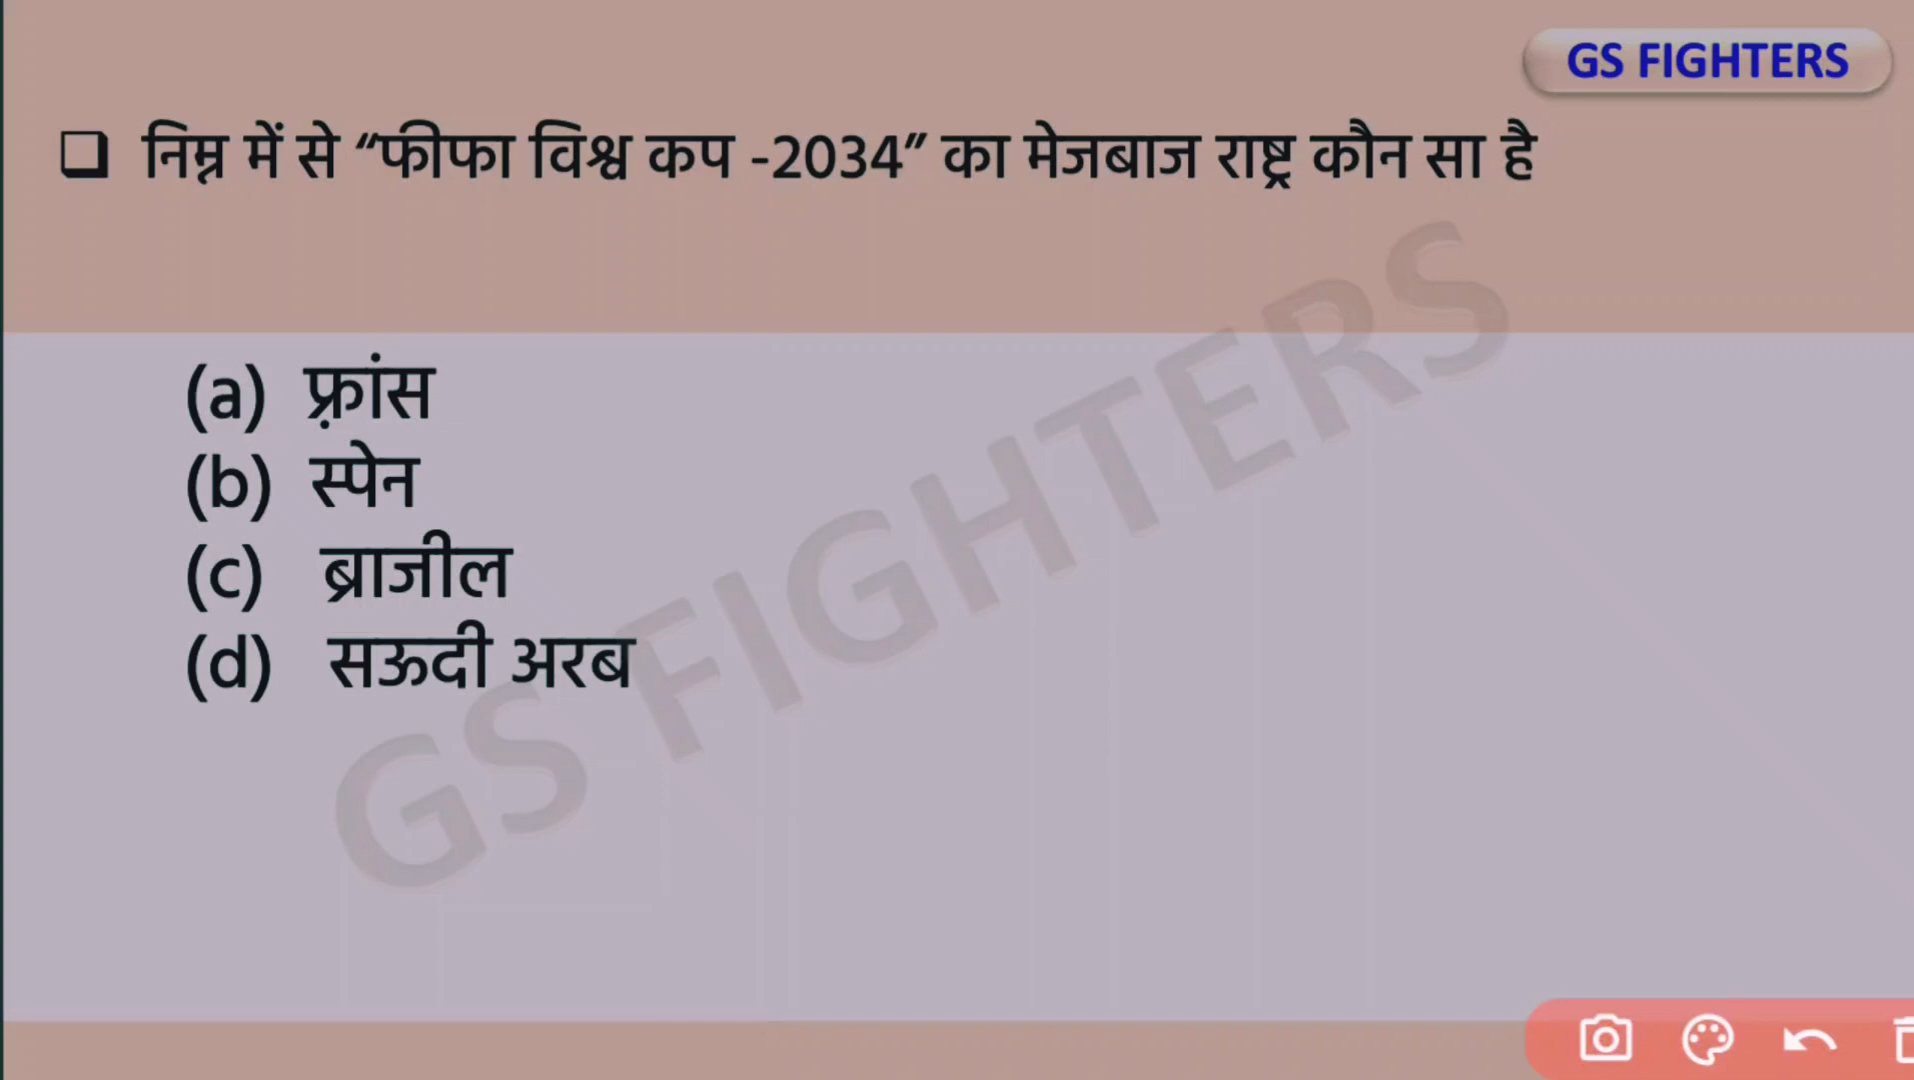 GS FIGHTERS
❑ निम्न में से “फीफा विश्व कप -2034” का मेजबाज राष्ट्र कौन सा है
(a) फ़्रांस
(b) स्पेन
(c) ब्राजील
(d) सऊदी अरब
GS FIGHTERS